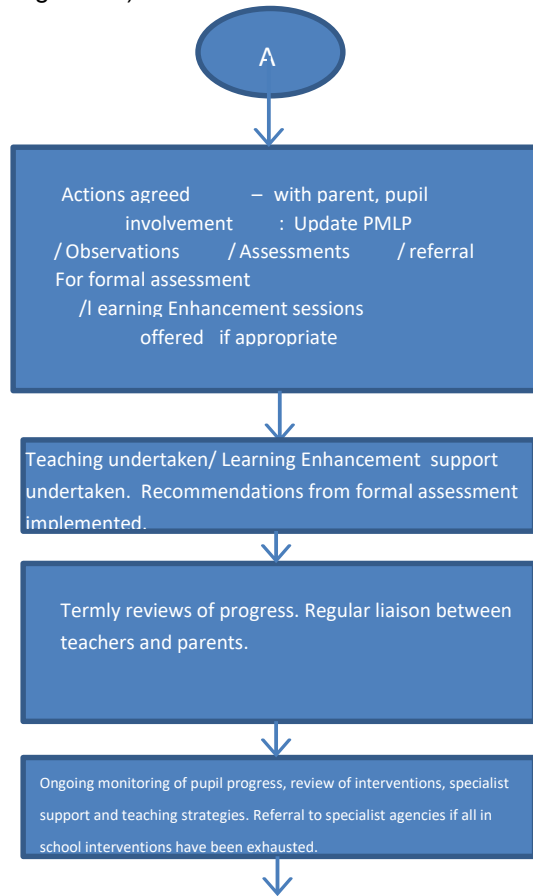 A
Actions agreed – with parent, pupil
involvement : Update PMLP
/Observations /Assessments /referral
For formal assessment
/Learning Enhancement sessions
offered if appropriate
Teaching undertaken/ Learning Enhancement support
undertaken. Recommendations from formal assessment
implemented.
Termly reviews of progress. Regular liaison between
teachers and parents.
Ongoing monitoring of pupil progress, review of interventions, specialist
support and teaching strategies. Referral to specialist agencies if all in
school interventions have been exhausted.